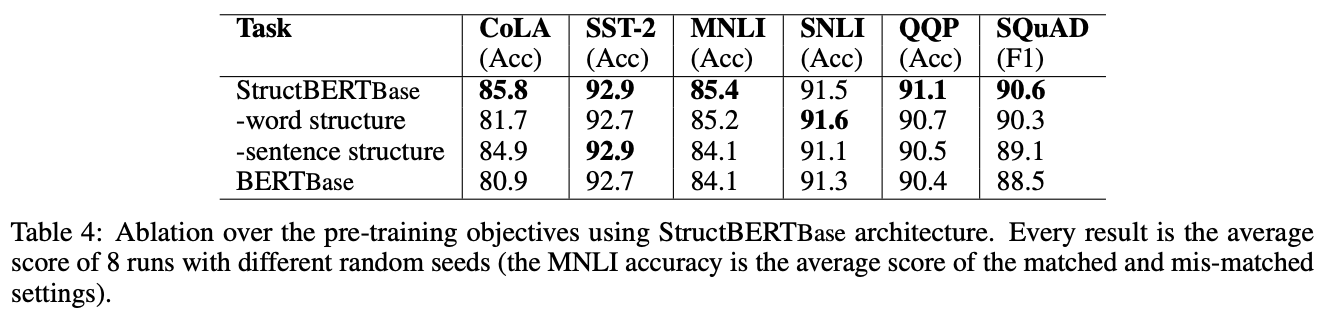 Task CoLA SST-2 MNLI SNLI QQP SQuAD
(Acc) (Acc) (Acc) (Acc) (Acc) (F1)
StructBERTBase 85.8 92.9 85.4 91.5 91.1 90.6
-word structure 81.7 92.7 85.2 91.6 90.7 90.3
-sentence structure 84.9 92.9 84.1 91.1 90.5 89.1
BERTBase 80.9 92.7 84.1 91.3 90.4 88.5
Table 4: Ablation over the pre-training objectives using StructBERTBase architecture. Every result is the average
score of 8 runs with different random seeds (the MNLI accuracy is the average score of the matched and mis-matched
settings).